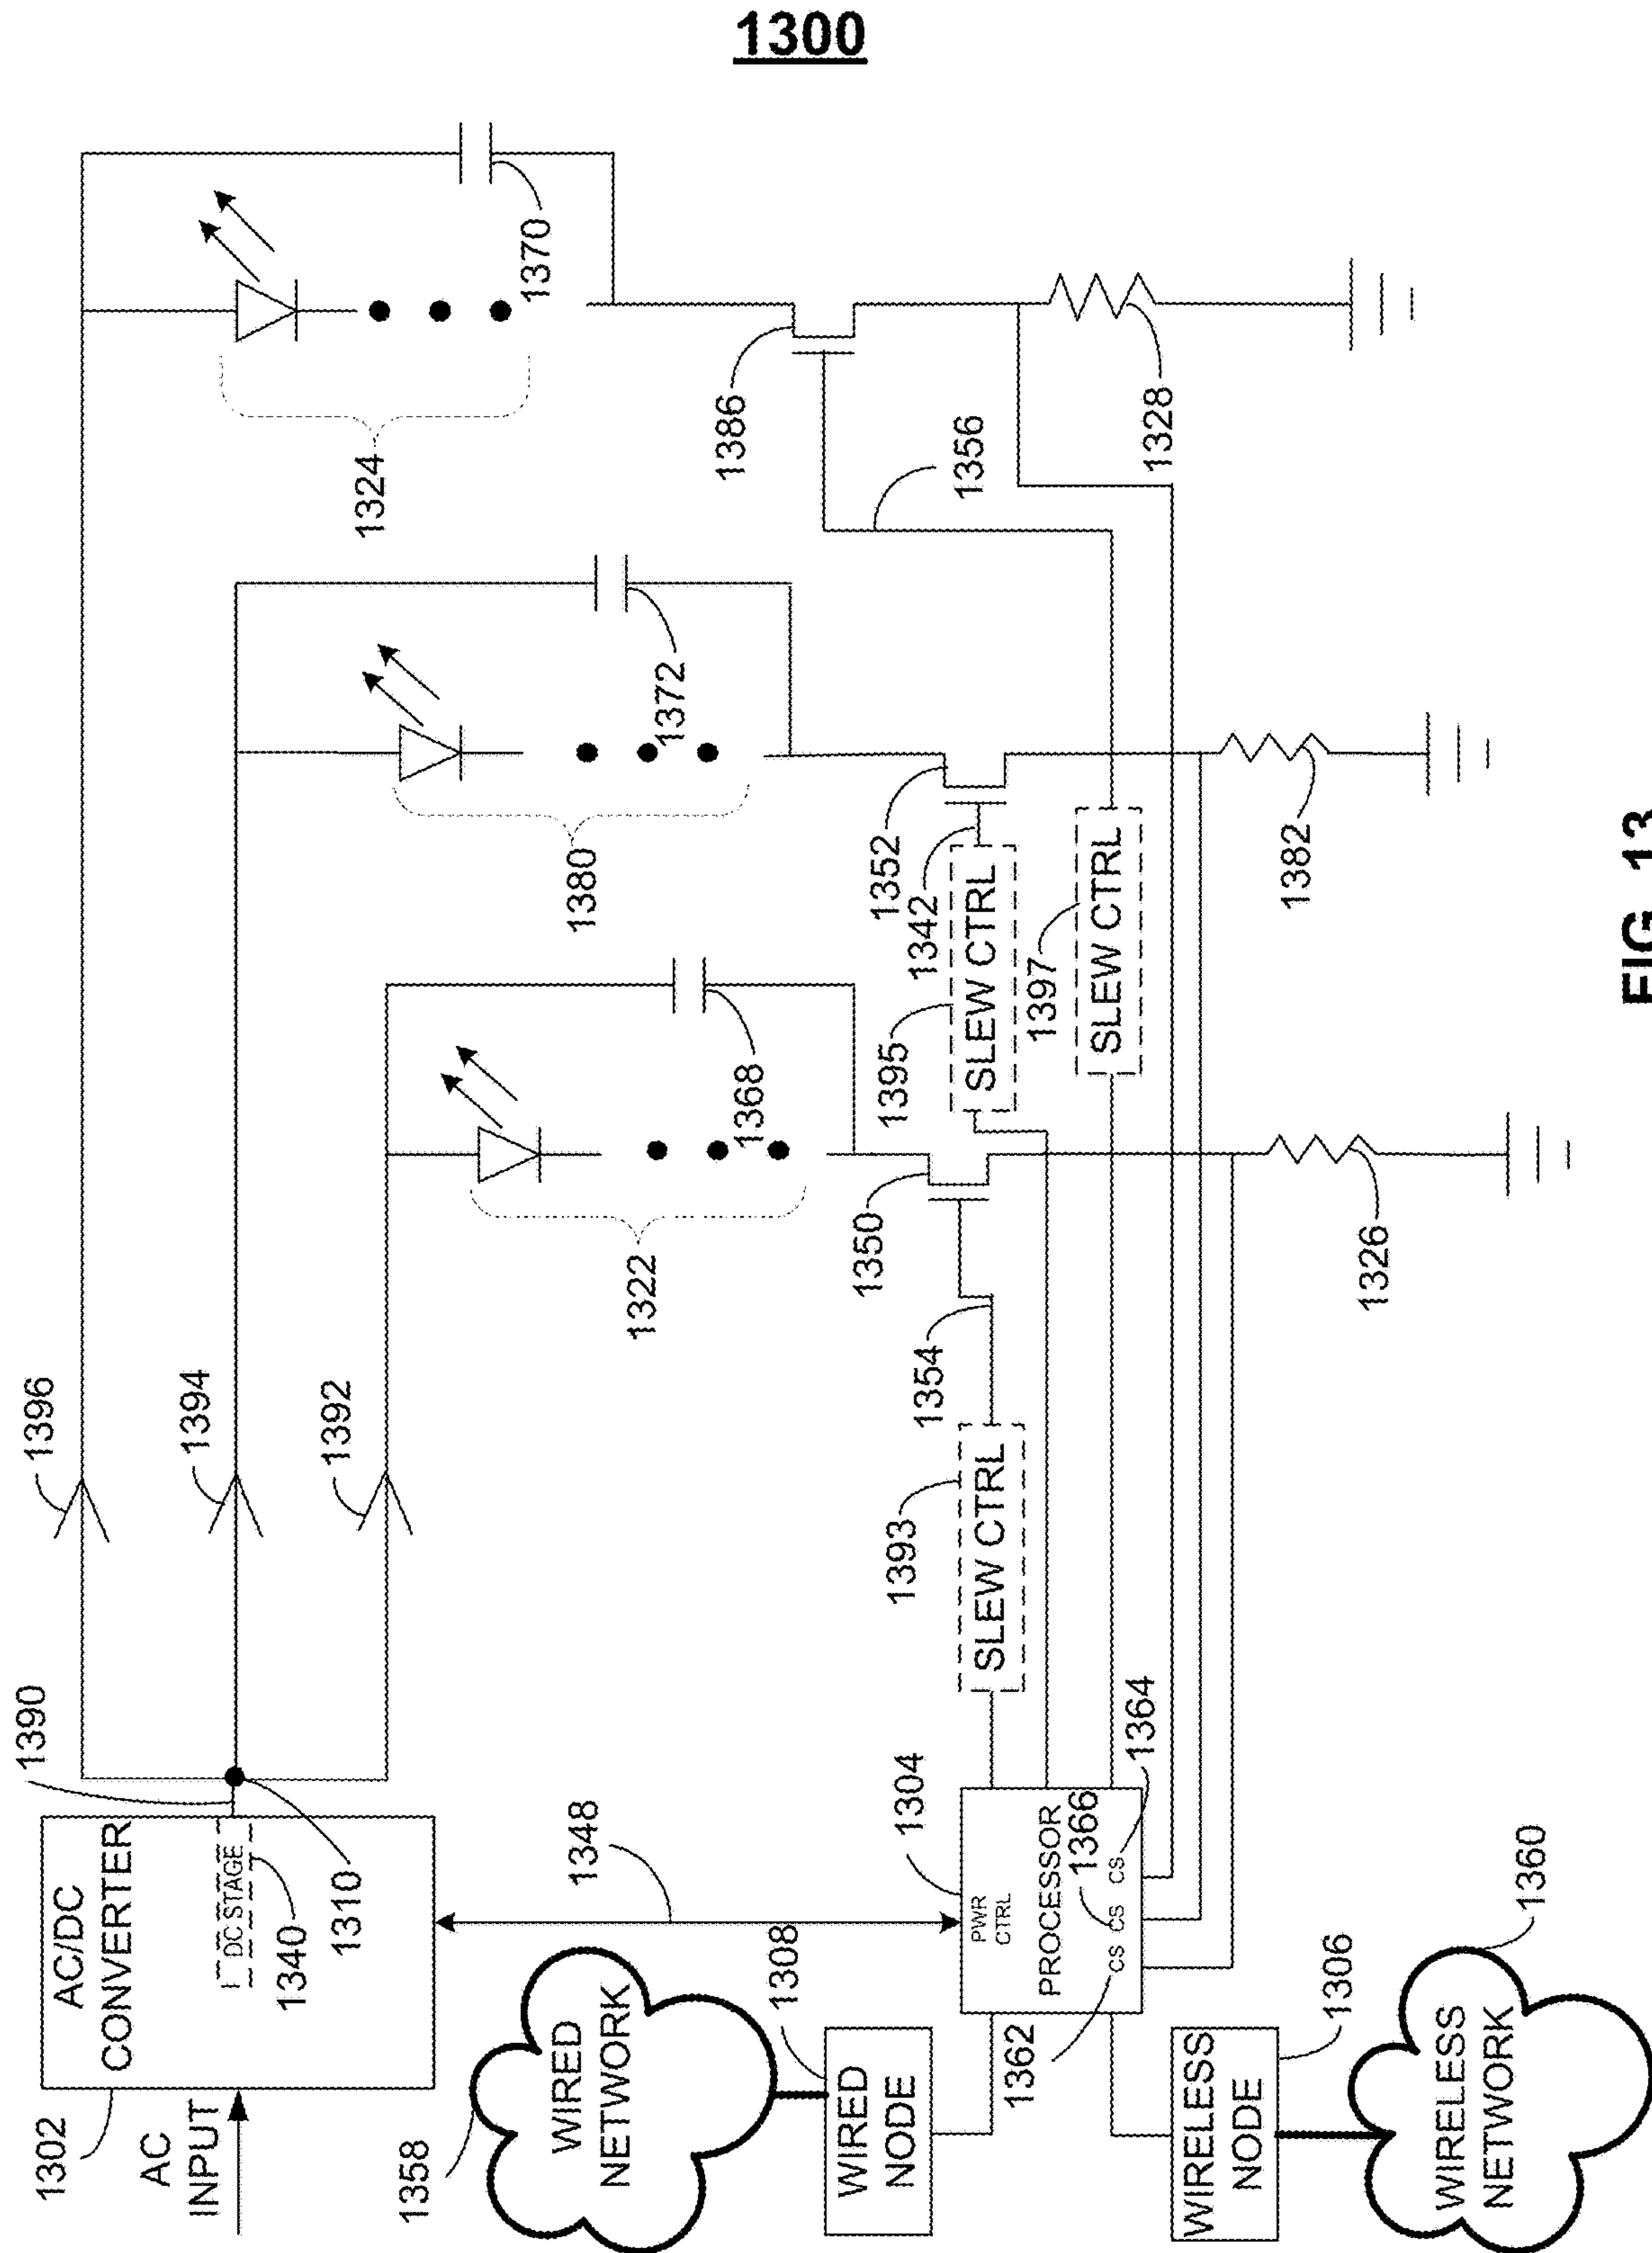 1300
1396
1394
1392
1390
1302
AC
INPUT
AC/DC
CONVERTER
DC STAGE
1340
1310
1348
1324
1370
1386
1356
1328
1380
1372
1352
1342
1395
SLEW CTRL
1397
SLEW CTRL
1382
1322
1368
1350
1354
1326
1393
SLEW CTRL
1304
PWR
CTRL
PROCESSOR
1366
1364
CS
CS
CS
1362
1358
WIRED
NETWORK
1308
WIRED
NODE
1306
WIRELESS
NODE
1360
WIRELESS
NETWORK
FIG. 13